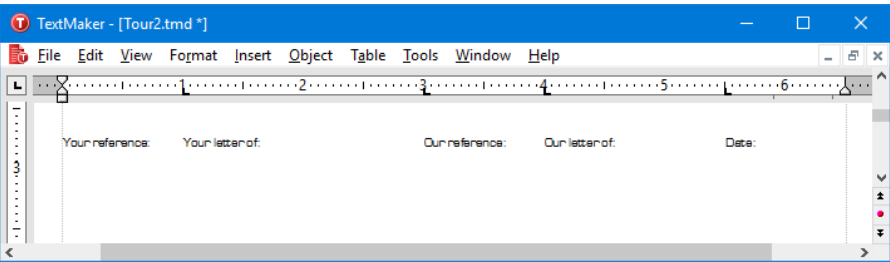 TextMaker - [Tour2.tmd *]
File Edit View Format Insert Object Table Tools Window Help
1 2 3 4 5 6
Your reference: Your letter of: Our reference: Our letter of: Date:
3